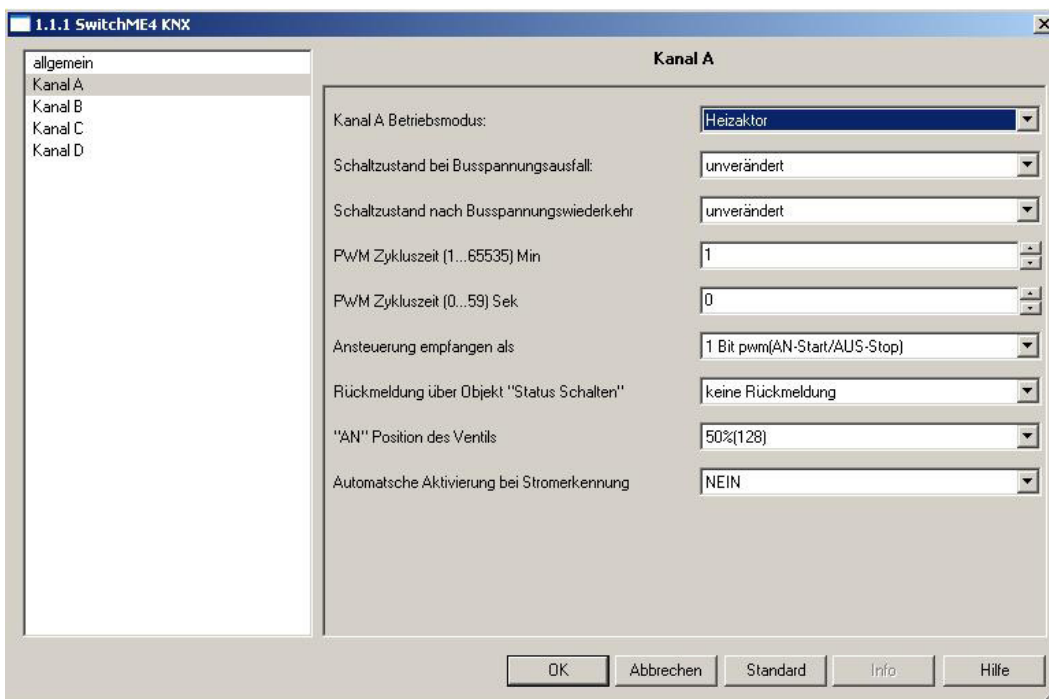 1.1.1 SwitchME4 KNX
allgemein
Kanal A
Kanal B
Kanal C
Kanal D
Kanal A
Kanal A Betriebsmodus: Heizaktor
Schaltzustand bei Busspannungsausfall: unverändert
Schaltzustand nach Busspannungswiederkehr unverändert
PWM Zykluszeit (1...65535) Min 1
PWM Zykluszeit (0...59) Sek 0
Ansteuerung empfangen als 1 Bit pwm(AN-Start/AUS-Stop)
Rückmeldung über Objekt "Status Schalten" keine Rückmeldung
"AN" Position des Ventils 50%(128)
Automatsche Aktivierung bei Stromerkennung NEIN
OK Abbrechen Standard Info Hilfe